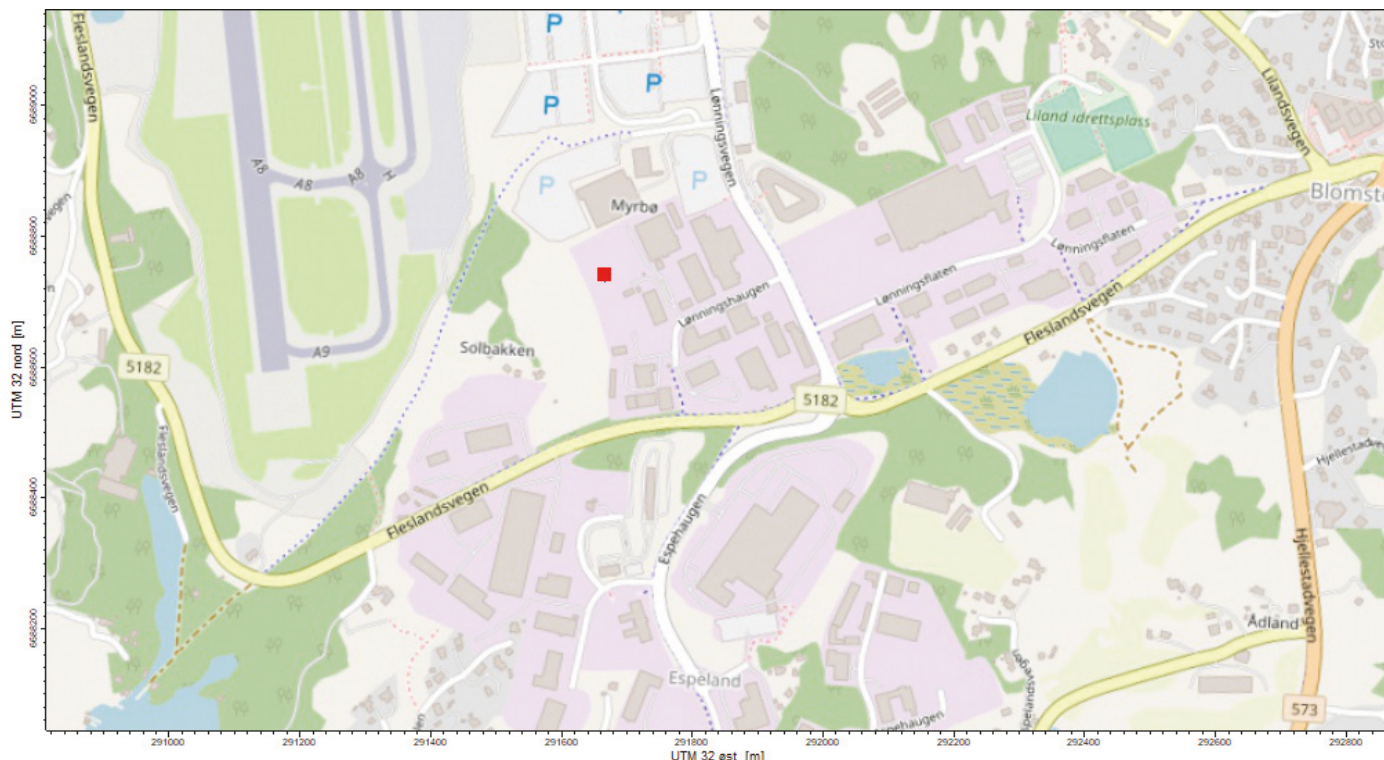 Fleslandsvegen
P
P
P
P
P
Lønningsvegen
Liland idrettsplass
Lilandsvegen
A8
A8
A8
H
Myrbø
Blomste
Lønningsflaten
Lønningsflaten
Lønningshaugen
Fleslandsvegen
Solbakken
A9
5182
5182
Fleslandsvegen
Fleslandsvegen
Espehaugen
Hjellestadvegen
Ådland
Espeland
573
6689000
6688800
6688600
6688400
6688200
UTM 32 nord [m]
291000
291200
291400
291600
291800
292000
292200
292400
292600
292800
UTM 32 øst [m]